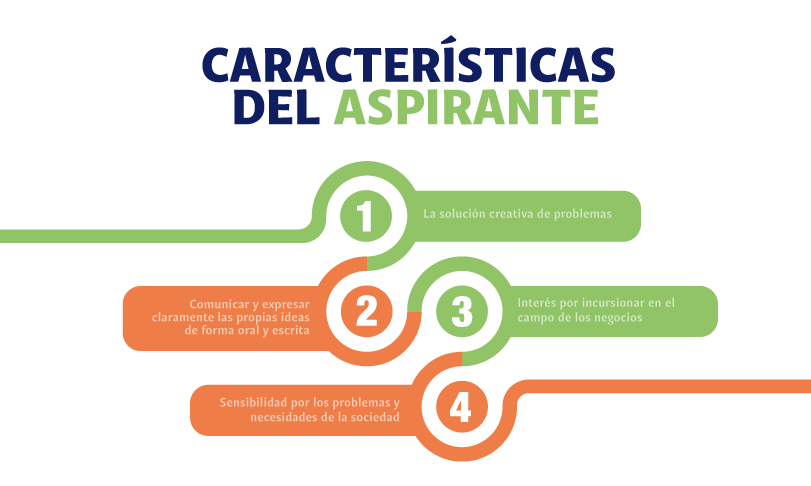 CARACTERÍSTICAS
DEL ASPIRANTE
1
La solución creativa de problemas
2
Comunicar y expresar
claramente las propias ideas
de forma oral y escrita
3
Interés por incursionar en el
campo de los negocios
4
Sensibilidad por los problemas y
necesidades de la sociedad